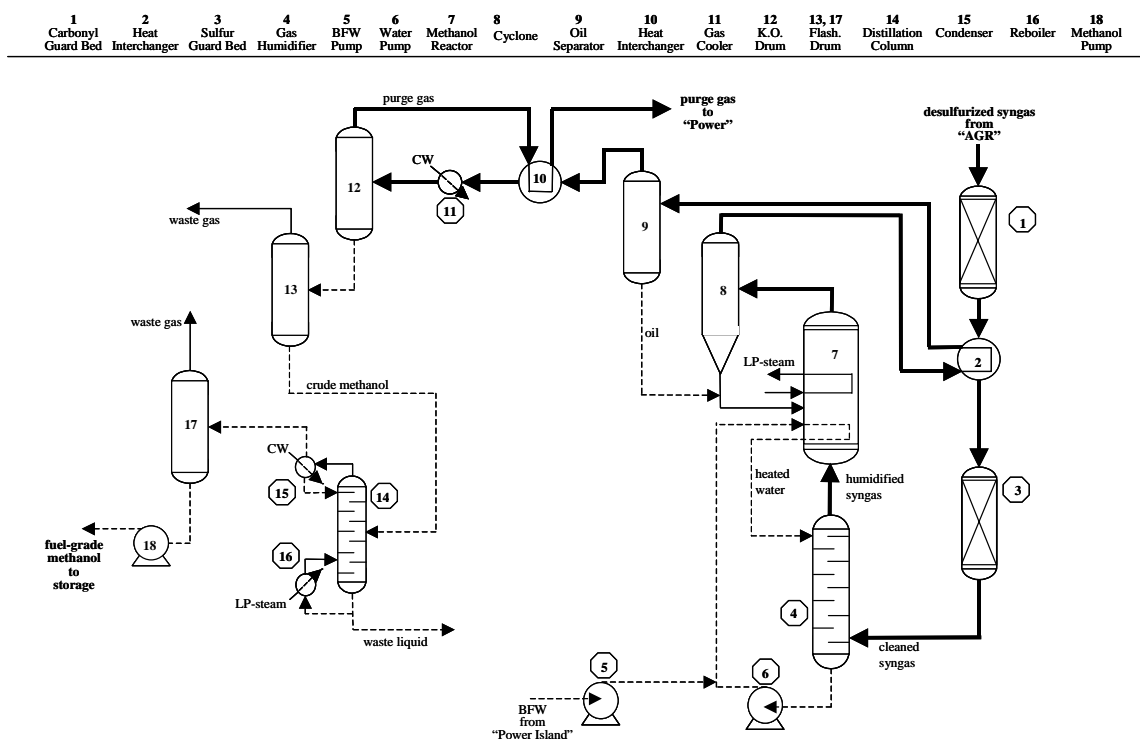 1 2 3 4 5 6 7 8 9 10 11 12 13, 17 14 15 16 18
Carbonyl Guard Bed
Heat Interchanger
Sulfur Guard Bed
Gas Humidifier
BFW Pump
Water Pump
Methanol Reactor
Cyclone
Oil Separator
Heat Interchanger
Gas Cooler
K.O. Drum
Flash. Drum
Distillation Column
Condenser
Reboiler
Methanol Pump
purge gas
purge gas
to
“Power”
desulfurized syngas
from
“AGR”
CW
12
10
11
9
1
waste gas
13
8
oil
7
LP-steam
2
waste gas
crude methanol
17
CW
15
14
heated
water
humidified
syngas
3
18
fuel-grade
methanol
to
storage
16
LP-steam
4
waste liquid
cleaned
syngas
5
6
BFW
from
“Power Island”